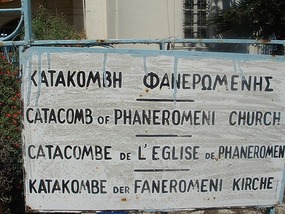 ΚΑΤΑΚΟΜΒΗ ΦΑΝΕΡΩΜΕΝΗΣ
CATACOMB OF PHANEROMENI CHURCH
CATACOMBE DE L'EGLISE DE PHANEROMEN
KATAKOMBE DER FANEROMENI KIRCHE